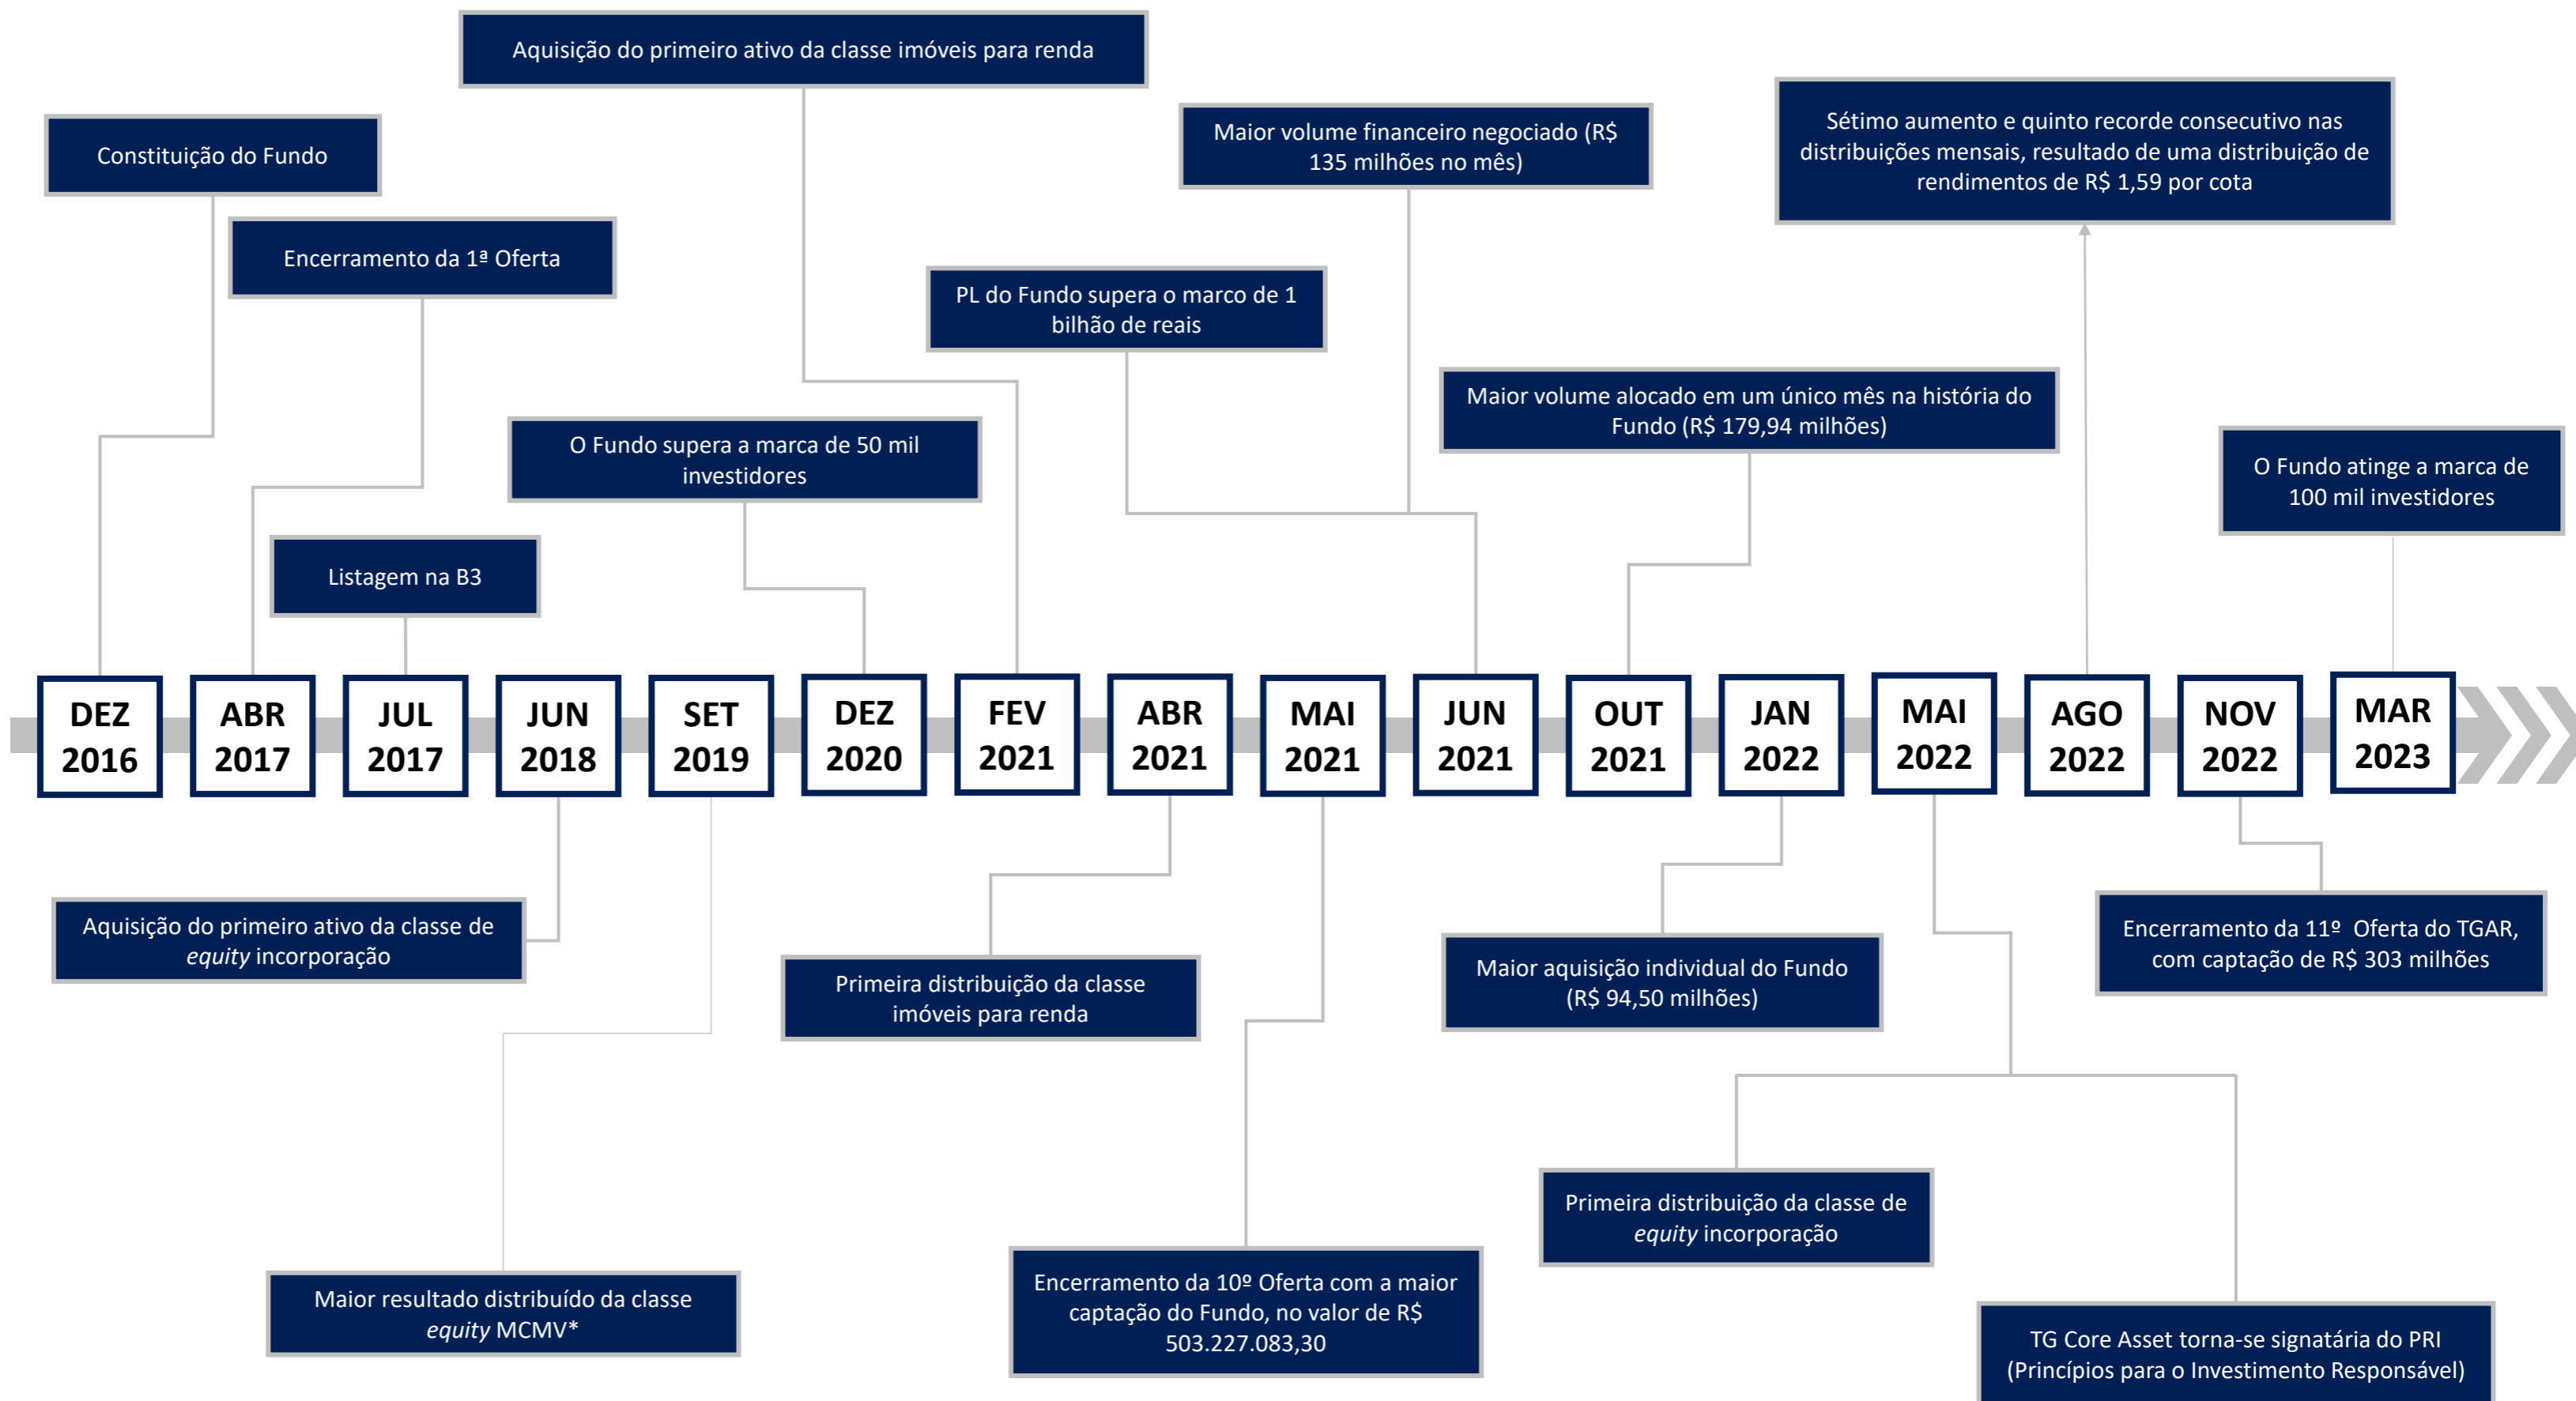 Aquisição do primeiro ativo da classe imóveis para renda
Constituição do Fundo
Maior volume financeiro negociado (R$
135 milhões no mês)
Sétimo aumento e quinto recorde consecutivo nas
distribuições mensais, resultado de uma distribuição de
rendimentos de R$ 1,59 por cota
Encerramento da 1ª Oferta
PL do Fundo supera o marco de 1
bilhão de reais
Maior volume alocado em um único mês na história do
Fundo (R$ 179,94 milhões)
O Fundo supera a marca de 50 mil
investidores
O Fundo atinge a marca de
100 mil investidores
Listagem na B3
DEZ
2016
ABR
2017
JUL
2017
JUN
2018
SET
2019
DEZ
2020
FEV
2021
ABR
2021
MAI
2021
JUN
2021
OUT
2021
JAN
2022
MAI
2022
AGO
2022
NOV
2022
MAR
2023
Aquisição do primeiro ativo da classe de
equity incorporação
Primeira distribuição da classe
imóveis para renda
Maior aquisição individual do Fundo
(R$ 94,50 milhões)
Encerramento da 11º  Oferta do TGAR,
com captação de R$ 303 milhões
Primeira distribuição da classe de
equity incorporação
Maior resultado distribuído da classe
equity MCMV*
Encerramento da 10º Oferta com a maior
captação do Fundo, no valor de R$
503.227.083,30
TG Core Asset torna-se signatária do PRI
(Princípios para o Investimento Responsável)